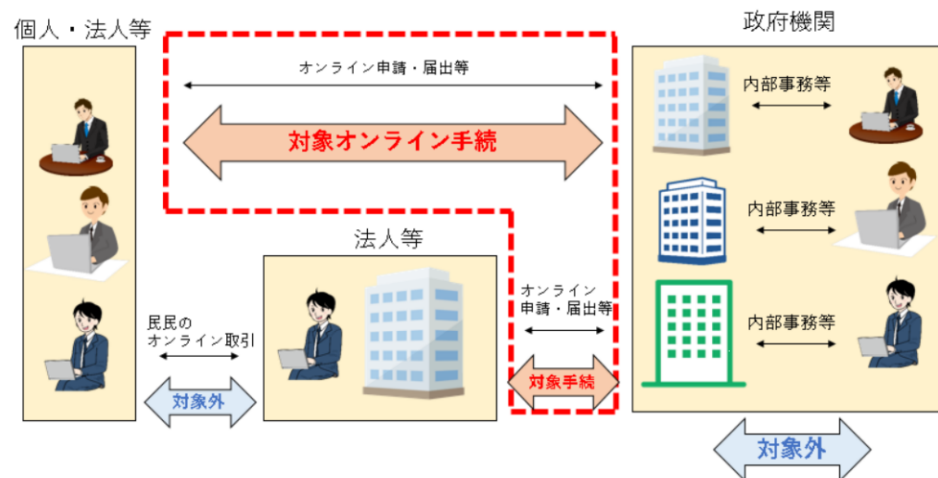 個人・法人等
政府機関
オンライン申請・届出等
対象オンライン手続
内部事務等
内部事務等
内部事務等
法人等
民民の
オンライン取引
対象外
オンライン
申請・届出等
対象手続
対象外